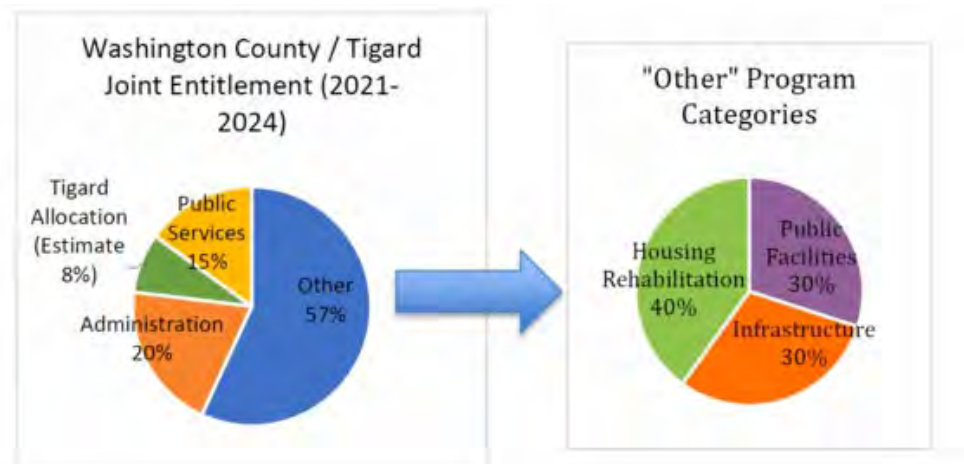 Washington County / Tigard
Joint Entitlement (2021-
2024)
Tigard
Allocation
(Estimate
8%)
Public
Services
15%
Other
57%
Administration
20%
"Other" Program
Categories
Housing
Rehabilitation
40%
Public
Facilities
30%
Infrastructure
30%